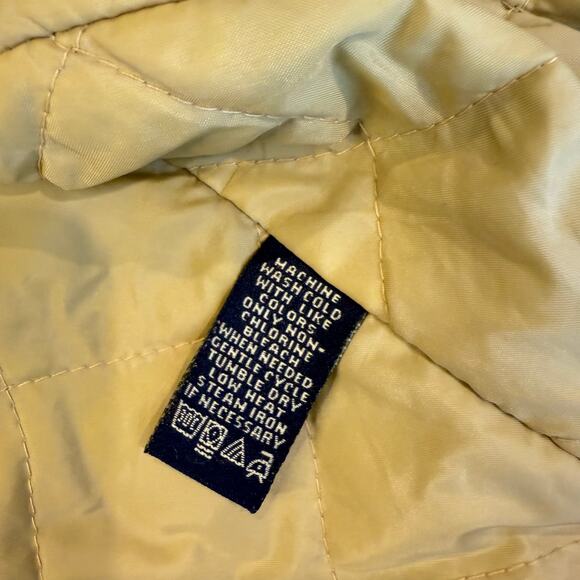 MACHINE
WASH COLD
WITH LIKE
COLORS
ONLY NON-
CHLORINE
BLEACH
WHEN NEEDED
GENTLE CYCLE
TUMBLE DRY
LOW HEAT
STEAM IRON
IF NECESSARY